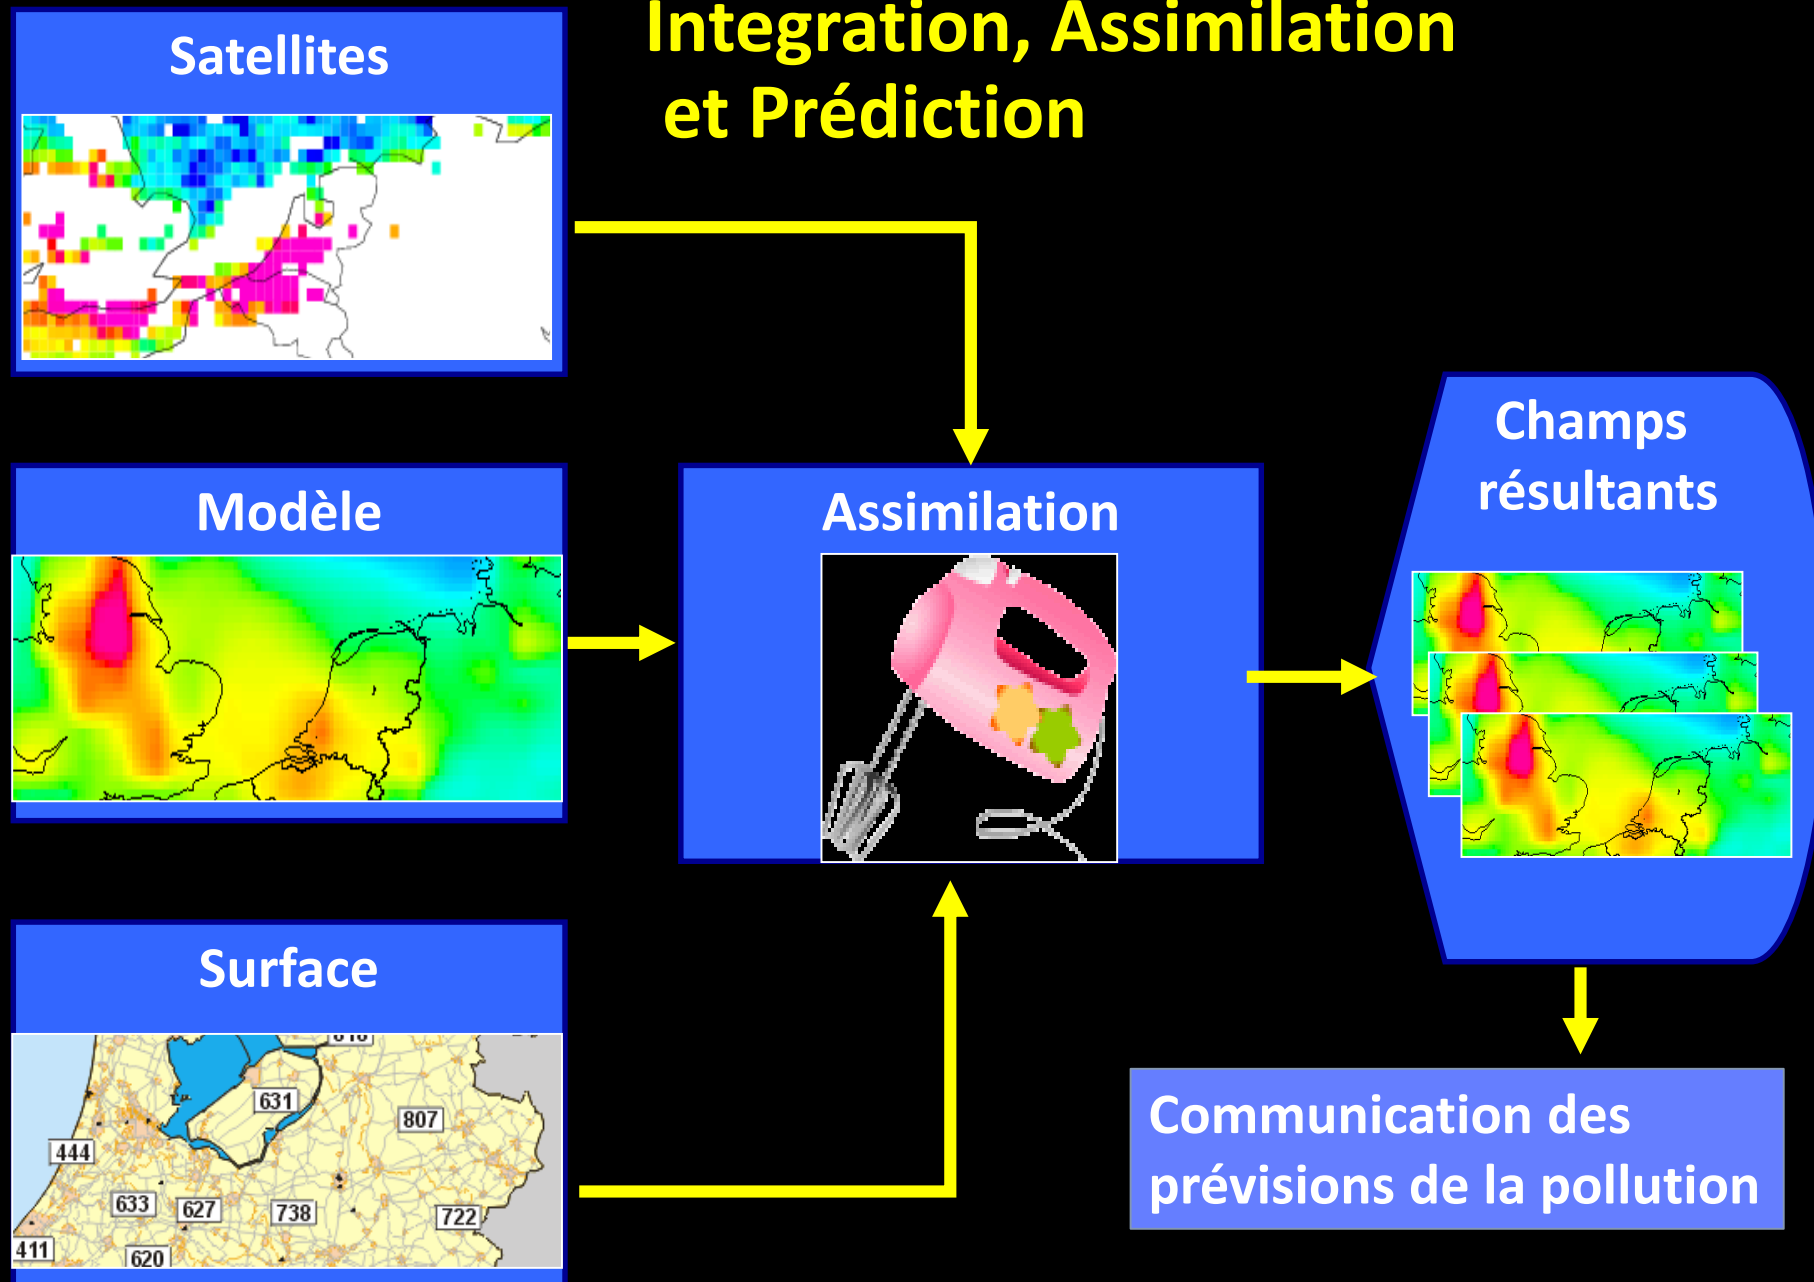 Integration, Assimilation
et Prédiction
Satellites
Modèle
Assimilation
Champs
résultants
Surface
631
807
444
633
627
738
722
411
620
Communication des
prévisions de la pollution